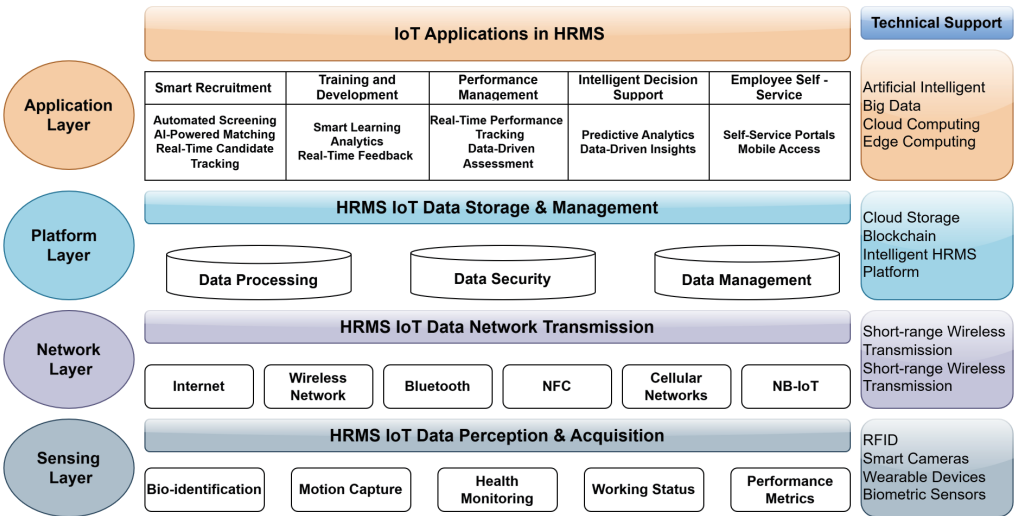 IoT Applications in HRMS
Technical Support
Application
Layer
Smart Recruitment
Training and
Development
Performance
Management
Intelligent Decision
Support
Employee Self -
Service
Automated Screening
AI-Powered Matching
Real-Time Candidate
Tracking
Smart Learning
Analytics
Real-Time Feedback
Real-Time Performance
Tracking
Data-Driven
Assessment
Predictive Analytics
Data-Driven Insights
Self-Service Portals
Mobile Access
Artificial Intelligent
Big Data
Cloud Computing
Edge Computing
Platform
Layer
HRMS IoT Data Storage & Management
Data Processing
Data Security
Data Management
Cloud Storage
Blockchain
Intelligent HRMS
Platform
Network
Layer
HRMS IoT Data Network Transmission
Internet
Wireless
Network
Bluetooth
NFC
Cellular
Networks
NB-IoT
Short-range Wireless
Transmission
Short-range Wireless
Transmission
Sensing
Layer
HRMS IoT Data Perception & Acquisition
Bio-identification
Motion Capture
Health
Monitoring
Working Status
Performance
Metrics
RFID
Smart Cameras
Wearable Devices
Biometric Sensors